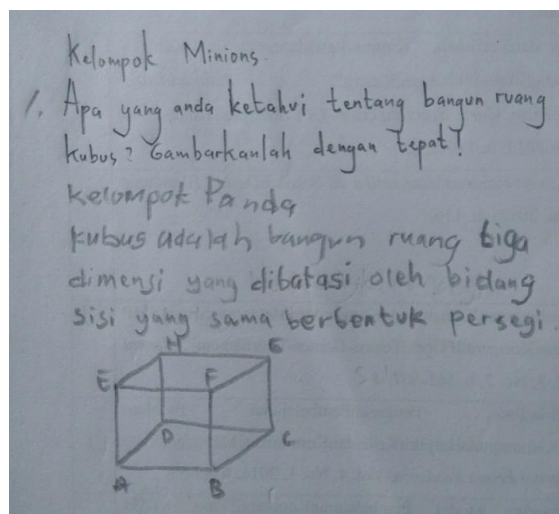 Kelompok Minions.
1. Apa yang anda ketahui tentang bangun ruang
kubus? Gambarkanlah dengan tepat!
Kelompok Panda
kubus adalah bangun ruang tiga
dimensi yang dibatasi oleh bidang
sisi yang sama berbentuk persegi
H G
E F
D C
A B